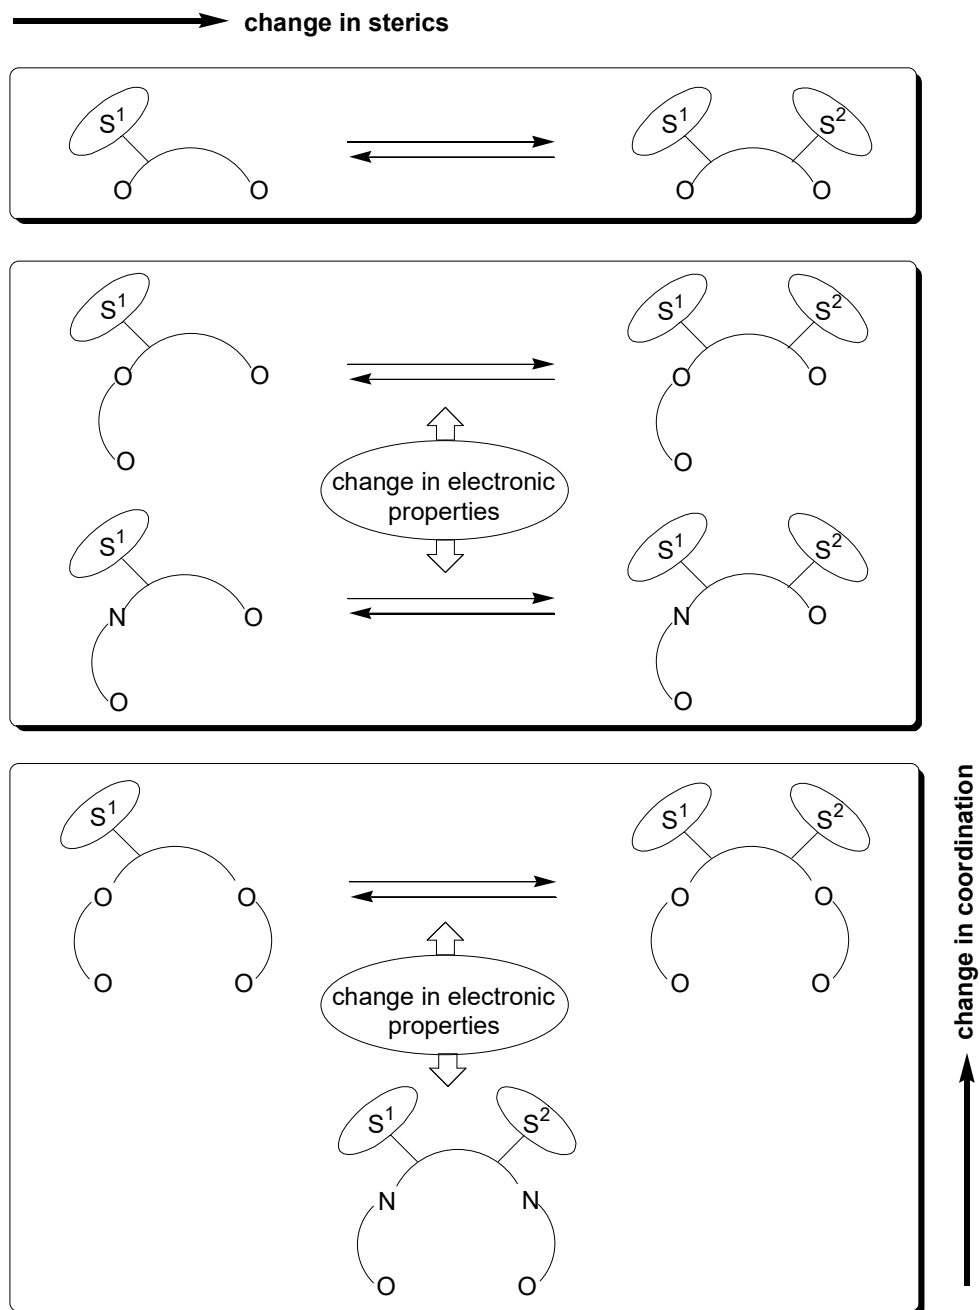 change in sterics
S¹ S¹ S²
O O O O
S¹ S¹ S²
O O O O
O O
change in electronic
properties
S¹ S¹ S²
N O N O
O O
S¹ S¹ S²
O O O O
O O O O
change in electronic
properties
S¹ S²
N N
O O
change in coordination